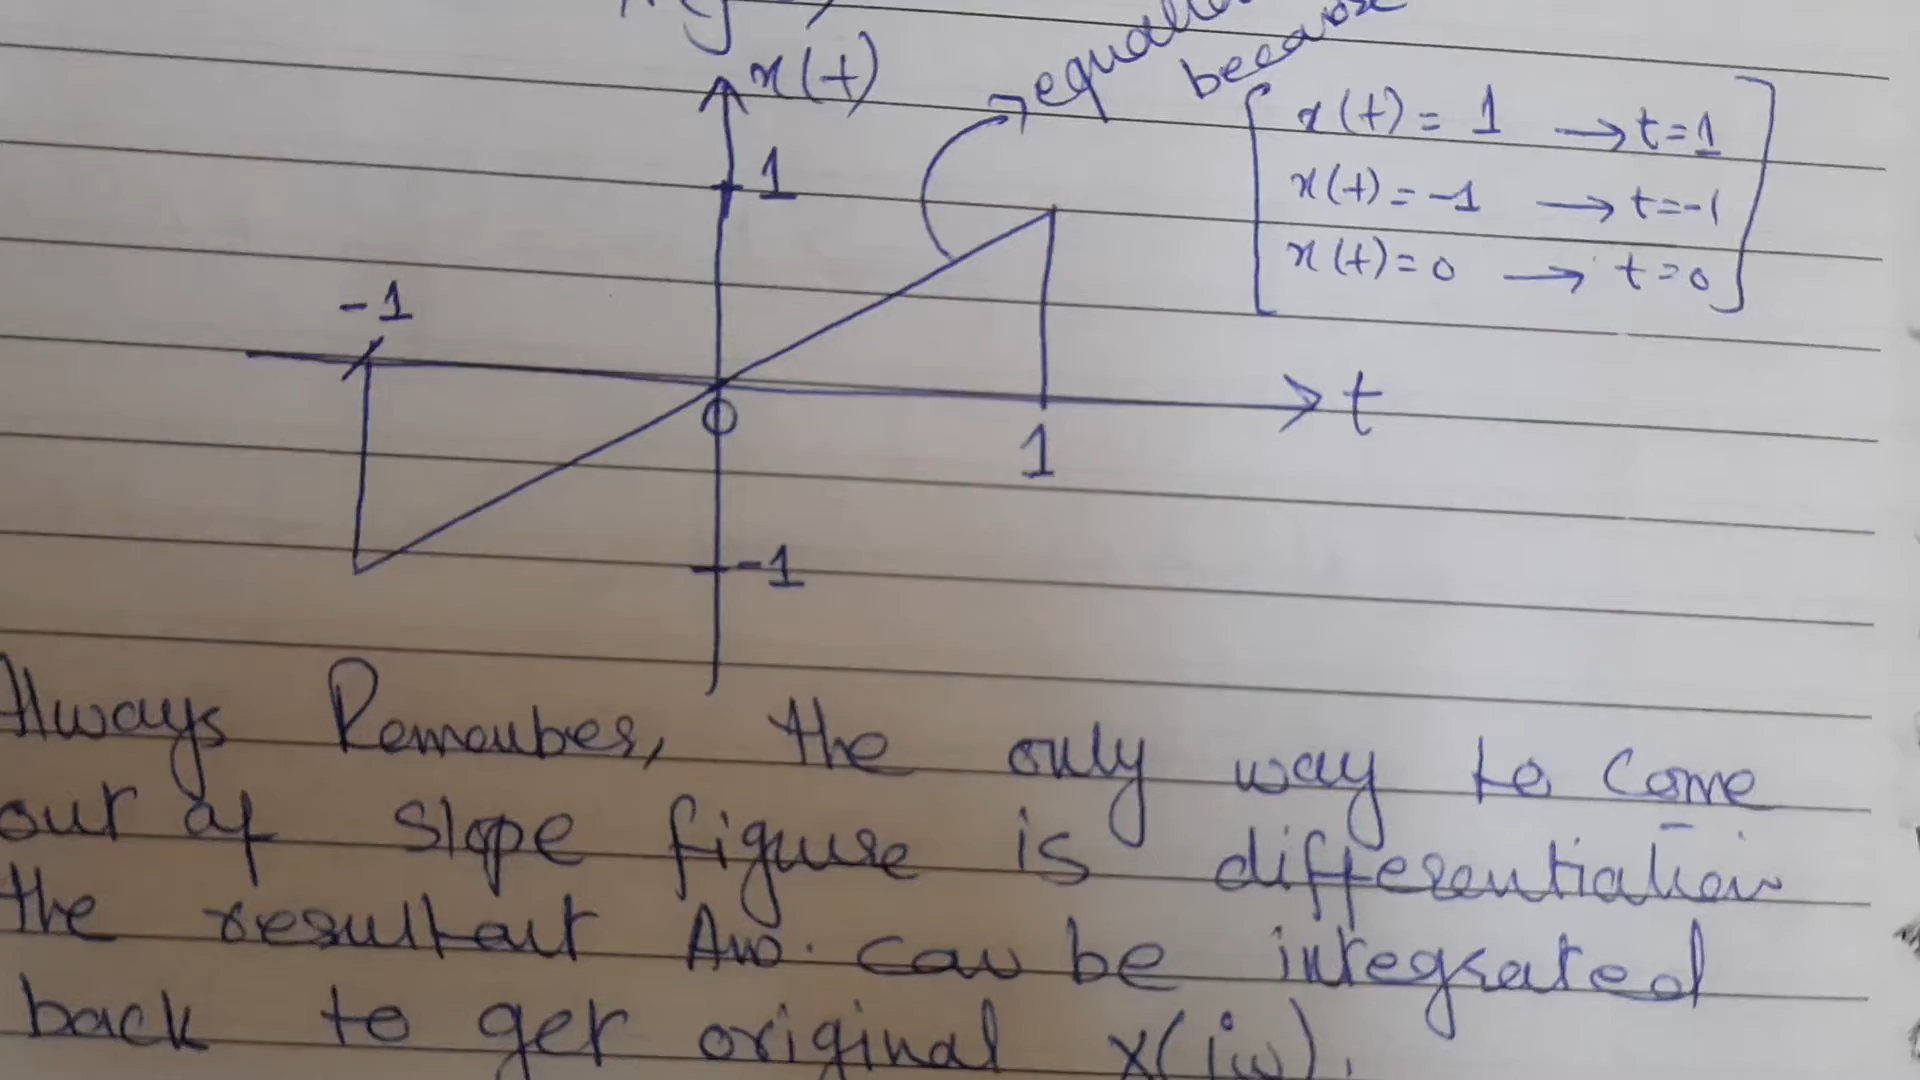 x(t)
because
1
x(t) = 1 → t=1
x(t) = -1 → t=-1
x(t) = 0 → t=0
-1
t
0
1
-1
Always Remember, the only way to come
out of slope figure is differentiation
the resultant Ans. can be integrated
back to get original X(jω).